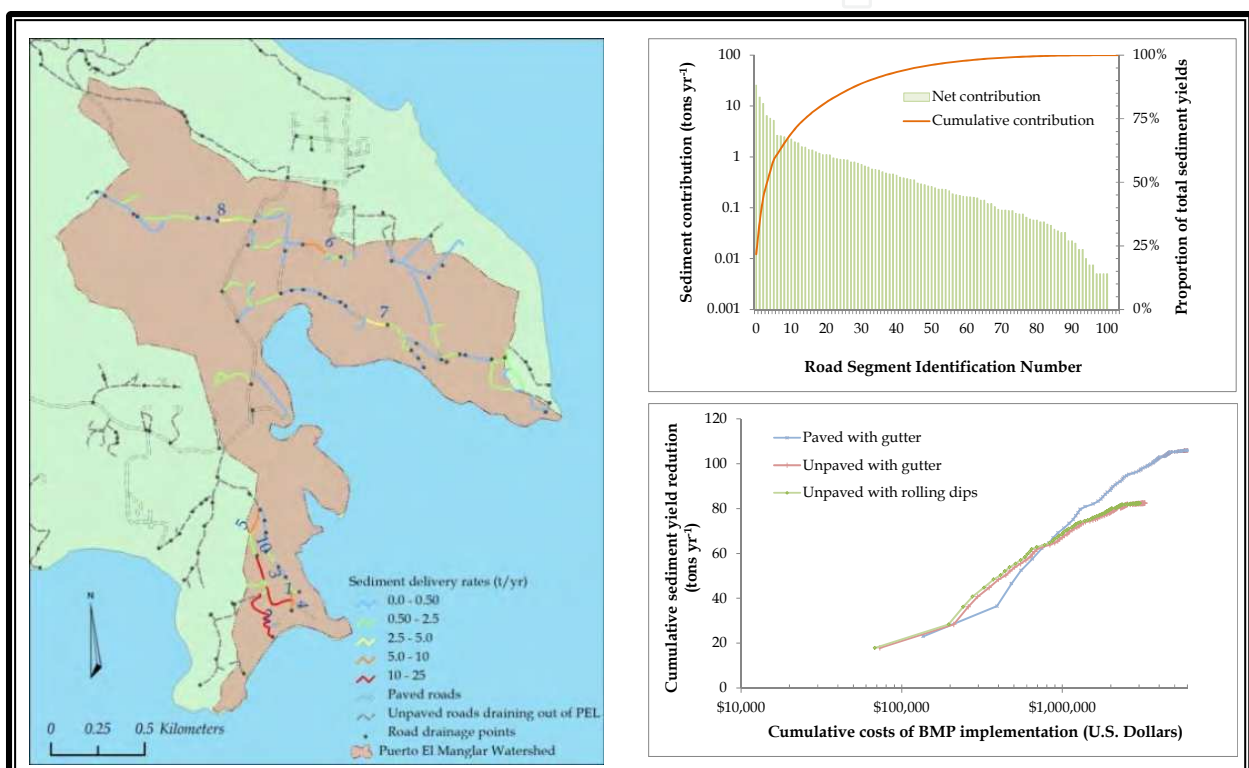 8
6
7
5
10
3
1
4
2
N
Sediment delivery rates (t/yr)
0.0 - 0.50
0.50 - 2.5
2.5 - 5.0
5.0 - 10
10 - 25
Paved roads
Unpaved roads draining out of PEL
Road drainage points
Puerto El Manglar Watershed
0 0.25 0.5 Kilometers
Sediment contribution (tons yr⁻¹)
100
10
1
0.1
0.01
0.001
Net contribution
Cumulative contribution
100%
75%
50%
25%
0%
Proportion of total sediment yields
0 10 20 30 40 50 60 70 80 90 100
Road Segment Identification Number
Cumulative sediment yield redution
(tons yr⁻¹)
120
100
80
60
40
20
0
Paved with gutter
Unpaved with gutter
Unpaved with rolling dips
$10,000 $100,000 $1,000,000
Cumulative costs of BMP implementation (U.S. Dollars)